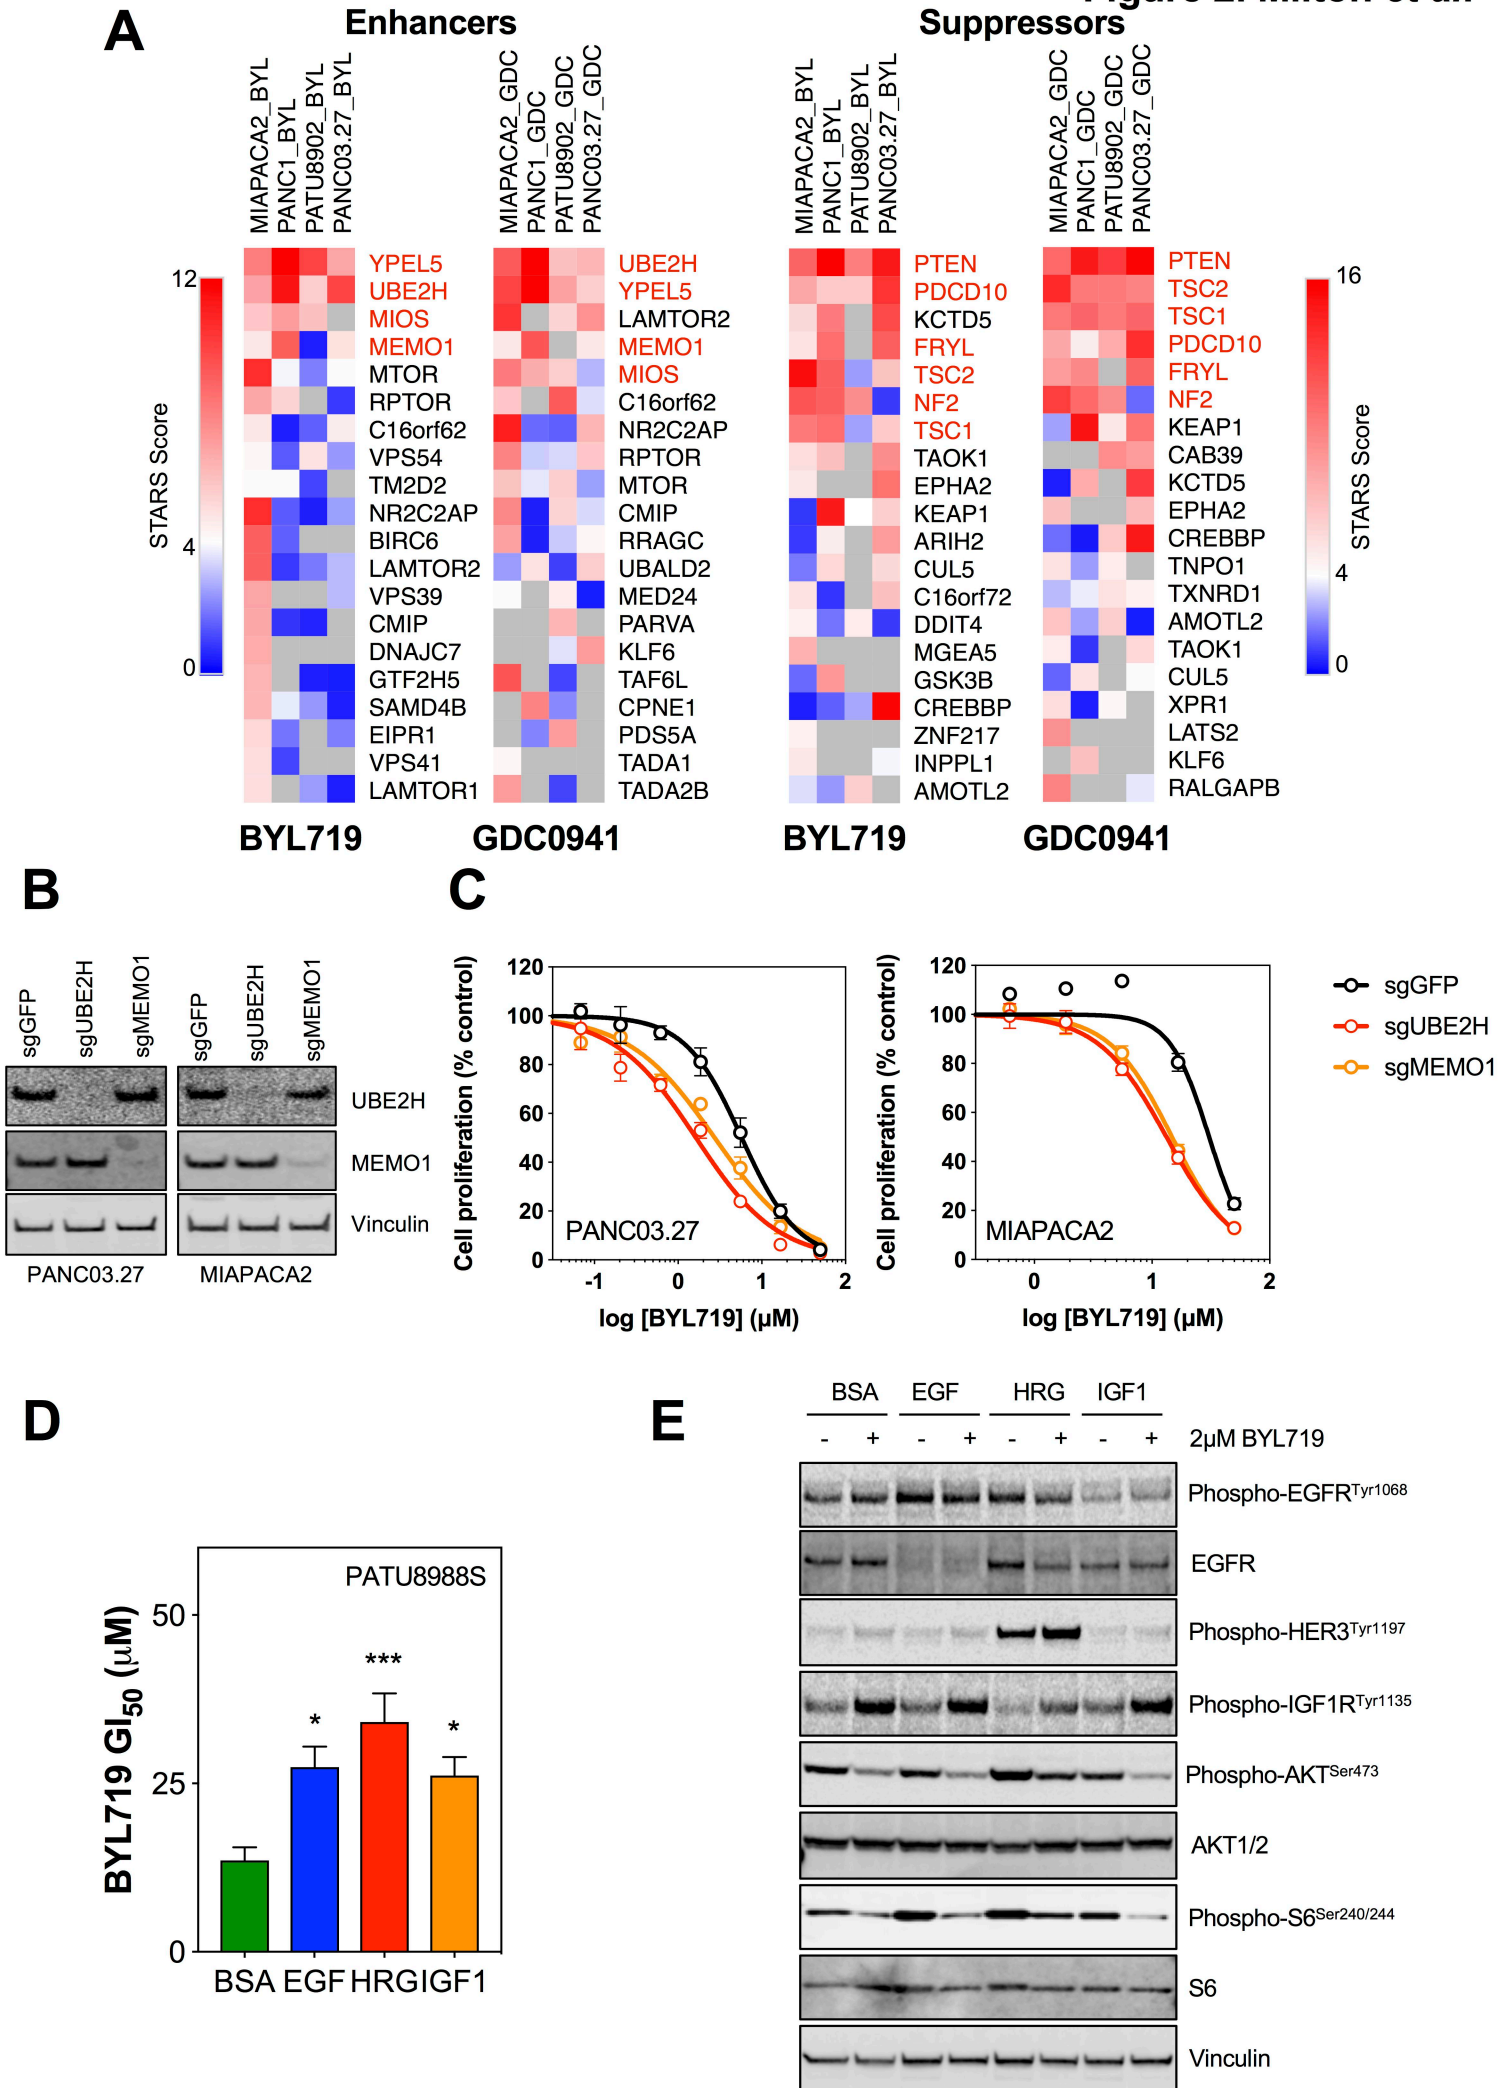 A
Enhancers
Suppressors
MIAPACA2_BYL
PANC1_BYL
PATU8902_BYL
PANC03.27_BYL
MIAPACA2_GDC
PANC1_GDC
PATU8902_GDC
PANC03.27_GDC
MIAPACA2_BYL
PANC1_BYL
PATU8902_BYL
PANC03.27_BYL
MIAPACA2_GDC
PANC1_GDC
PATU8902_GDC
PANC03.27_GDC
12
4
0
STARS Score
YPEL5
UBE2H
MIOS
MEMO1
MTOR
RPTOR
C16orf62
VPS54
TM2D2
NR2C2AP
BIRC6
LAMTOR2
VPS39
CMIP
DNAJC7
GTF2H5
SAMD4B
EIPR1
VPS41
LAMTOR1
BYL719
UBE2H
YPEL5
LAMTOR2
MEMO1
MIOS
C16orf62
NR2C2AP
RPTOR
MTOR
CMIP
RRAGC
UBALD2
MED24
PARVA
KLF6
TAF6L
CPNE1
PDS5A
TADA1
TADA2B
GDC0941
PTEN
PDCD10
KCTD5
FRYL
TSC2
NF2
TSC1
TAOK1
EPHA2
KEAP1
ARIH2
CUL5
C16orf72
DDIT4
MGEA5
GSK3B
CREBBP
ZNF217
INPPL1
AMOTL2
BYL719
PTEN
TSC2
TSC1
PDCD10
FRYL
NF2
KEAP1
CAB39
KCTD5
EPHA2
CREBBP
TNPO1
TXNRD1
AMOTL2
TAOK1
CUL5
XPR1
LATS2
KLF6
RALGAPB
GDC0941
16
4
0
STARS Score
B
sgGFP
sgUBE2H
sgMEMO1
sgGFP
sgUBE2H
sgMEMO1
UBE2H
MEMO1
Vinculin
PANC03.27
MIAPACA2
C
Cell proliferation (% control)
120
100
80
60
40
20
0
PANC03.27
-1 0 1 2
log [BYL719] (μM)
Cell proliferation (% control)
120
100
80
60
40
20
0
MIAPACA2
0 1 2
log [BYL719] (μM)
sgGFP
sgUBE2H
sgMEMO1
D
BYL719 GI50 (μM)
PATU8988S
50
25
0
*
***
*
BSA EGF HRG IGF1
E
BSA EGF HRG IGF1
- + - + - + - + 2μM BYL719
Phospho-EGFRTyr1068
EGFR
Phospho-HER3Tyr1197
Phospho-IGF1RTyr1135
Phospho-AKTSer473
AKT1/2
Phospho-S6Ser240/244
S6
Vinculin